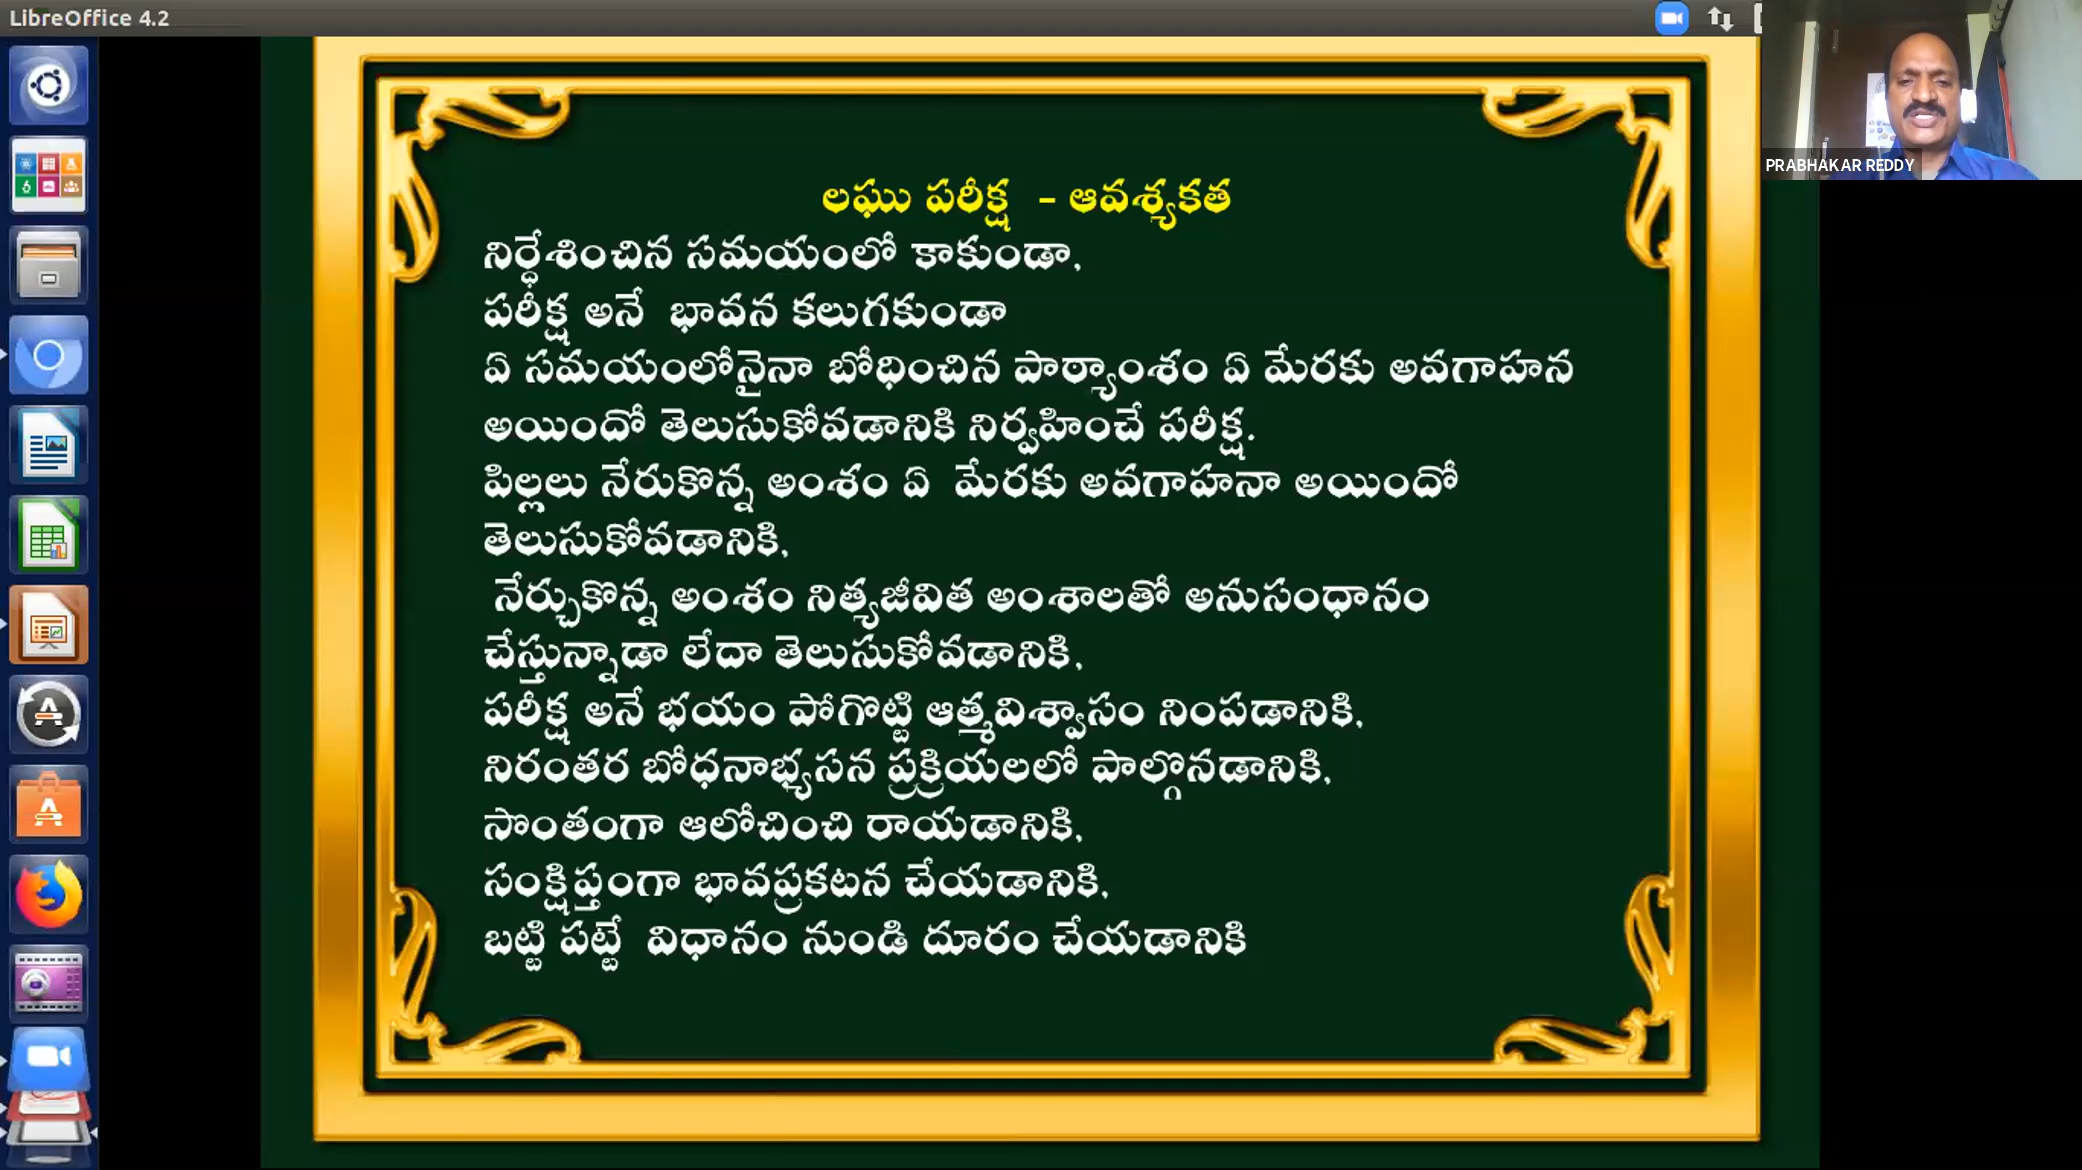 LibreOffice 4.2
PRABHAKAR REDDY
లఘు పరీక్ష - ఆవశ్యకత
నిర్ధేశించిన సమయంలో కాకుండా,
పరీక్ష అనే భావన కలుగకుండా
ఏ సమయంలోనైనా బోధించిన పాఠ్యాంశం ఏ మేరకు అవగాహన
అయిందో తెలుసుకోవడానికి నిర్వహించే పరీక్ష.
పిల్లలు నేరుకొన్న అంశం ఏ మేరకు అవగాహనా అయిందో
తెలుసుకోవడానికి,
నేర్చుకొన్న అంశం నిత్యజీవిత అంశాలతో అనుసంధానం
చేస్తున్నాడా లేదా తెలుసుకోవడానికి,
పరీక్ష అనే భయం పోగొట్టి ఆత్మవిశ్వాసం నింపడానికి,
నిరంతర బోధనాభ్యసన ప్రక్రియలలో పాల్గొనడానికి,
సొంతంగా ఆలోచించి రాయడానికి,
సంక్షిప్తంగా భావప్రకటన చేయడానికి,
బట్టి పట్టే విధానం నుండి దూరం చేయడానికి